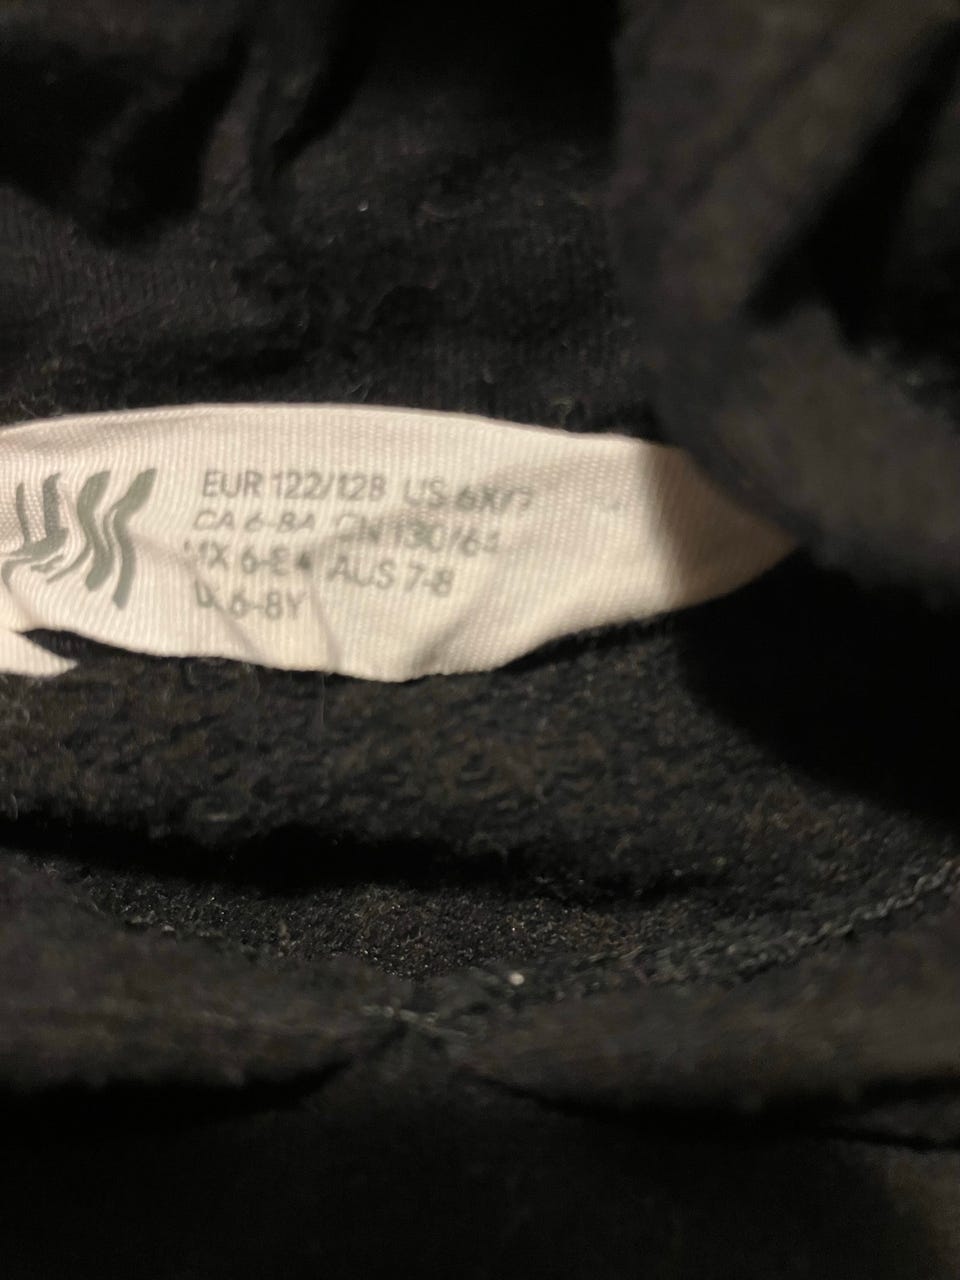 EUR 122/128 US 6X/7
CA 6-8A CN 130/64
MX 6-8A AUS 7-8
6-8Y